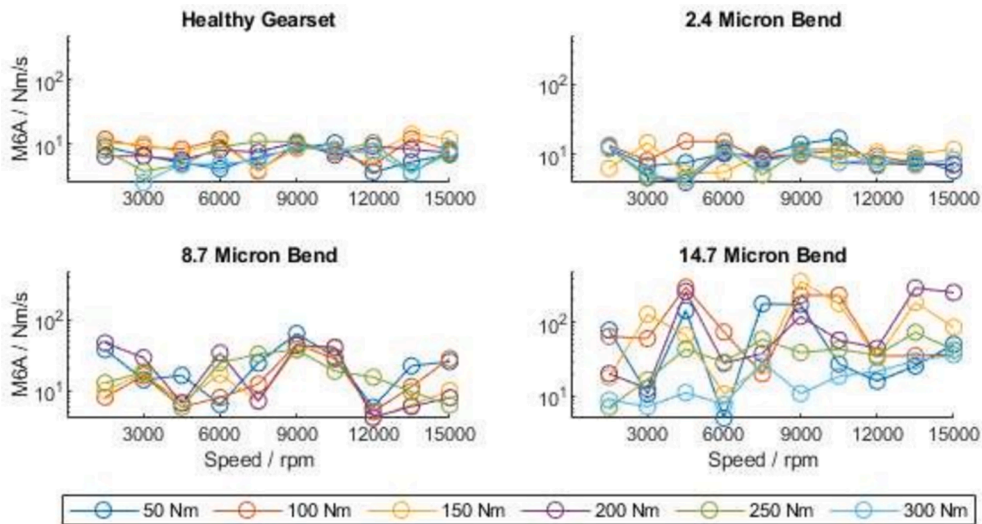 Healthy Gearset
2.4 Micron Bend
M6A / Nm/s
10²
10¹
3000 6000 9000 12000 15000
10²
10¹
3000 6000 9000 12000 15000
8.7 Micron Bend
14.7 Micron Bend
M6A / Nm/s
10²
10¹
3000 6000 9000 12000 15000
Speed / rpm
10²
10¹
3000 6000 9000 12000 15000
Speed / rpm
50 Nm 100 Nm 150 Nm 200 Nm 250 Nm 300 Nm